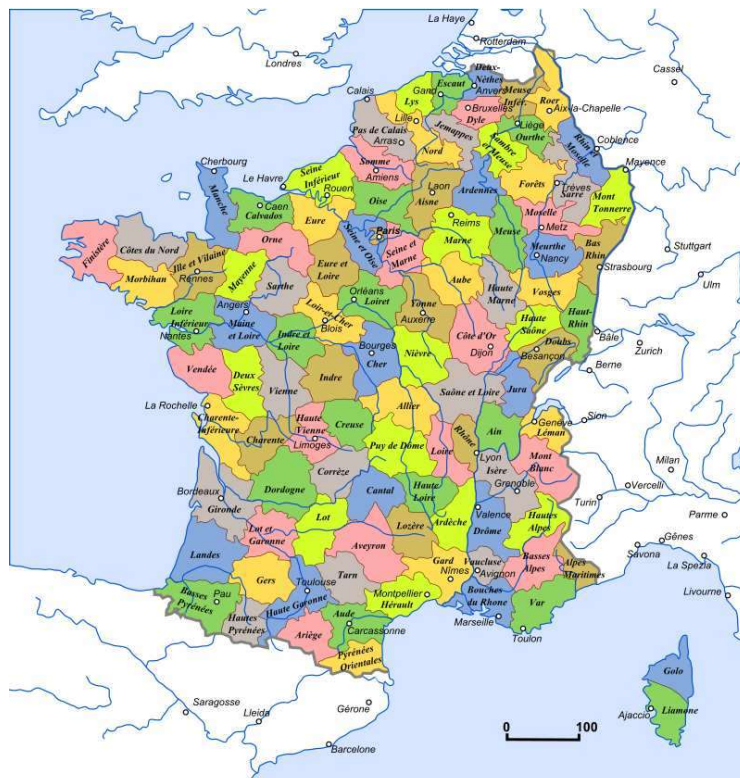 La Haye
Rotterdam
Londres
Deux-
Nèthes
Anvers
Cassel
Calais
Escaut
Gand
Lys
Meuse
Infér.
Roer
Aix-la-Chapelle
Bruxelles
Dyle
Lille
Pas de Calais
Arras
Jemappes
Liège
Ourthe
Nord
Sambre
et Meuse
Rhin et
Moselle
Coblence
Cherbourg
Manche
Le Havre
Seine
Inférieur
Rouen
Somme
Amiens
Laon
Aisne
Ardennes
Forêts
Trèves
Sarre
Mayence
Mont
Tonnerre
Caen
Calvados
Eure
Oise
Reims
Marne
Meuse
Moselle
Metz
Bas
Rhin
Finistère
Côtes du Nord
Orne
Paris
Seine et Oise
Seine et
Marne
Meurthe
Nancy
Stuttgart
Strasbourg
Ulm
Morbihan
Ille et Vilaine
Rennes
Mayenne
Sarthe
Eure et
Loire
Orléans
Loiret
Aube
Haute
Marne
Vosges
Haut-
Rhin
Loire
Inférieur
Nantes
Angers
Maine
et Loire
Loir-et-Cher
Blois
Indre et
Loire
Yonne
Auxerre
Côte d'Or
Dijon
Haute
Saône
Doubs
Besançon
Bâle
Zurich
Berne
Vendée
Deux
Sèvres
Vienne
Indre
Bourges
Cher
Nièvre
Saône et Loire
Jura
La Rochelle
Charente-
Inférieure
Charente
Haute
Vienne
Limoges
Creuse
Allier
Puy de Dôme
Loire
Rhône
Lyon
Ain
Genève
Léman
Sion
Mont
Blanc
Milan
Vercelli
Turin
Bordeaux
Gironde
Dordogne
Corrèze
Cantal
Haute
Loire
Isère
Grenoble
Valence
Drôme
Hautes
Alpes
Parme
Gênes
Savona
La Spezia
Livourne
Landes
Lot et
Garonne
Lot
Aveyron
Lozère
Ardèche
Vaucluse
Avignon
Basses
Alpes
Alpes
Maritimes
Basses
Pyrénées
Pau
Gers
Toulouse
Haute Garonne
Tarn
Gard
Nîmes
Montpellier
Hérault
Bouches
du Rhone
Marseille
Var
Toulon
Hautes
Pyrénées
Ariège
Aude
Carcassonne
Pyrénées
Orientales
Golo
Liamone
Ajaccio
Saragosse
Lleida
Gérone
Barcelone
0
100